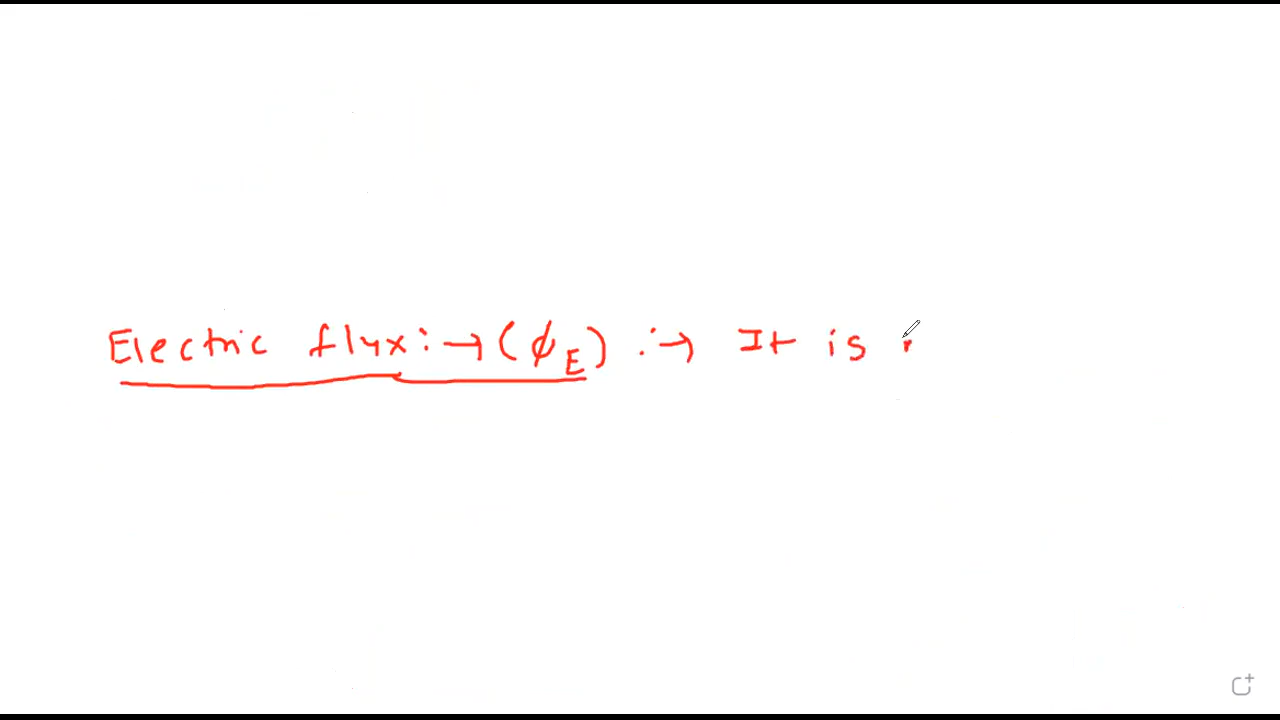 Electric flux :→ (ϕE) :→ It is